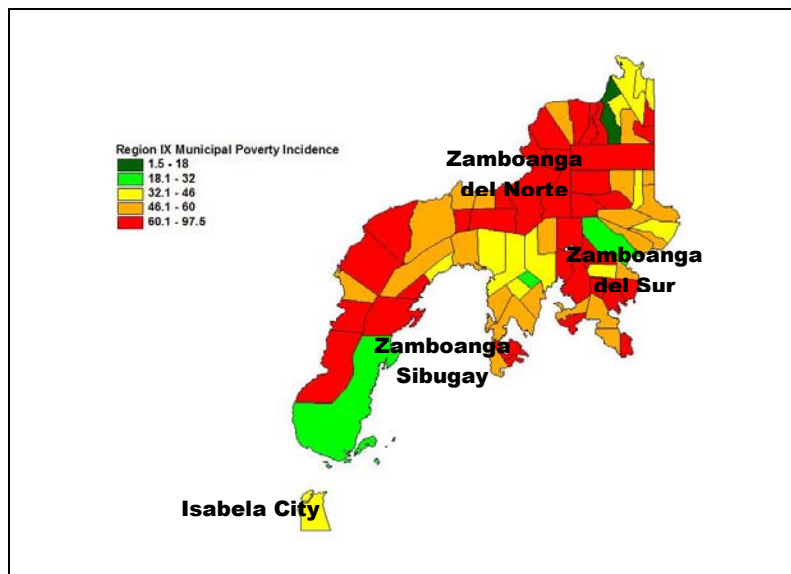 Region IX Municipal Poverty Incidence
1.5 - 18
18.1 - 32
32.1 - 46
46.1 - 60
60.1 - 97.5
Zamboanga
del Norte
Zamboanga
del Sur
Zamboanga
Sibugay
Isabela City